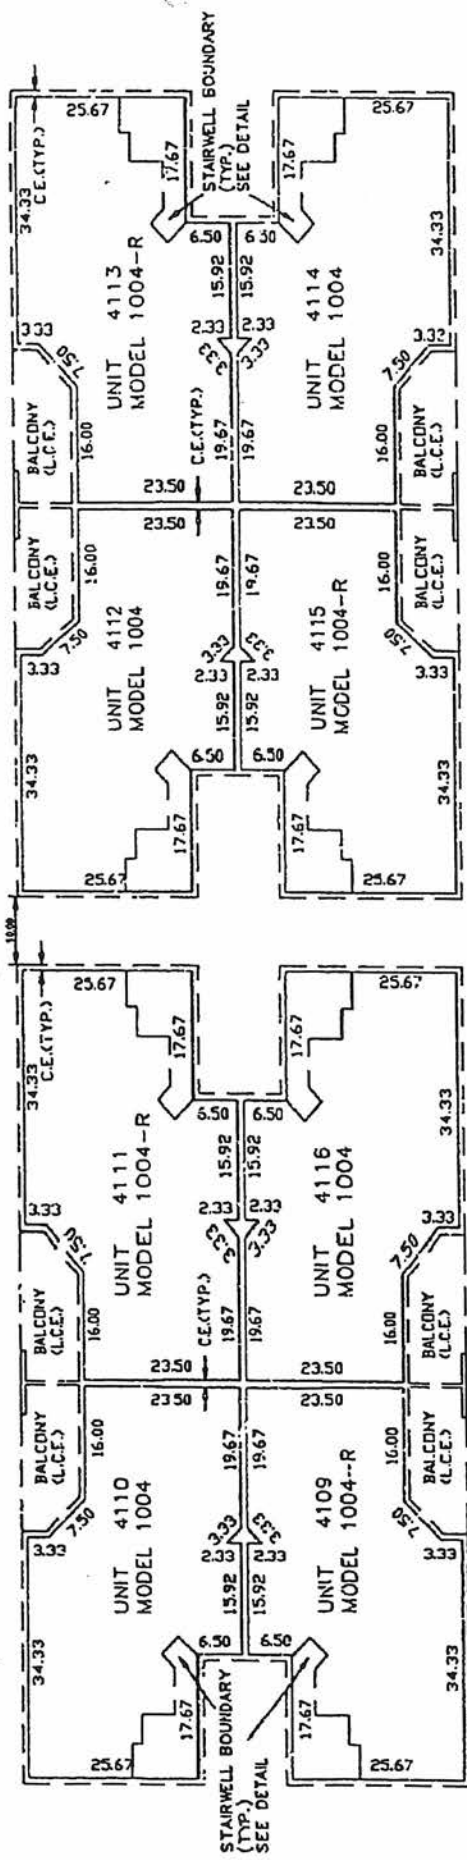 34.33
3.33
7.50
BALCONY
(L.C.E.)
16.00
UNIT 4110
MODEL 1004
25.67
17.67
6.50
15.92
2.33
3.33
19.67
23.50
STAIRWELL BOUNDARY
(TYP.)
SEE DETAIL
BALCONY
(L.C.E.)
16.00
7.50
3.33
34.33
C.E.(TYP.)
UNIT 4111
MODEL 1004-R
25.67
17.67
6.50
15.92
2.33
3.33
19.67
23.50
C.E.(TYP.)
10.00
34.33
3.33
7.50
BALCONY
(L.C.E.)
16.00
UNIT 4112
MODEL 1004
25.67
17.67
6.50
15.92
2.33
3.33
19.67
23.50
BALCONY
(L.C.E.)
16.00
7.50
3.33
34.33
C.E.(TYP.)
UNIT 4113
MODEL 1004-R
25.67
17.67
6.50
15.92
2.33
3.33
19.67
23.50
C.E.(TYP.)
STAIRWELL BOUNDARY
(TYP.)
SEE DETAIL
6.50
15.92
2.33
3.33
19.67
23.50
17.67
25.67
UNIT 4109
MODEL 1004--R
16.00
7.50
3.33
34.33
BALCONY
(L.C.E.)
19.67
3.33
2.33
15.92
6.50
23.50
17.67
25.67
UNIT 4116
MODEL 1004
16.00
7.50
3.33
34.33
BALCONY
(L.C.E.)
6.50
15.92
2.33
3.33
19.67
23.50
17.67
25.67
UNIT 4115
MODEL 1004-R
16.00
7.50
3.33
34.33
BALCONY
(L.C.E.)
19.67
3.33
2.33
15.92
6.50
23.50
17.67
25.67
UNIT 4114
MODEL 1004
16.00
7.50
3.33
34.33
BALCONY
(L.C.E.)